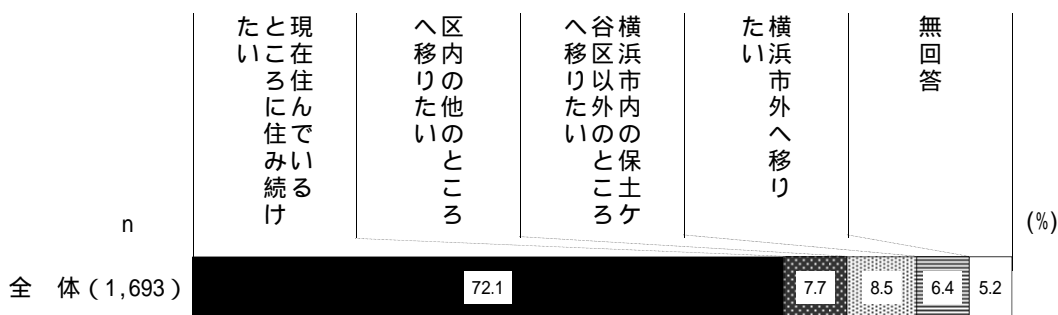 現在住んでいる
ところに住み続け
たい
区内の他のところ
へ移りたい
横浜市内の保土ケ
谷区以外のところ
へ移りたい
横浜市外へ移り
たい
無回答
n
(%)
全 体(1,693)
72.1
7.7
8.5
6.4
5.2